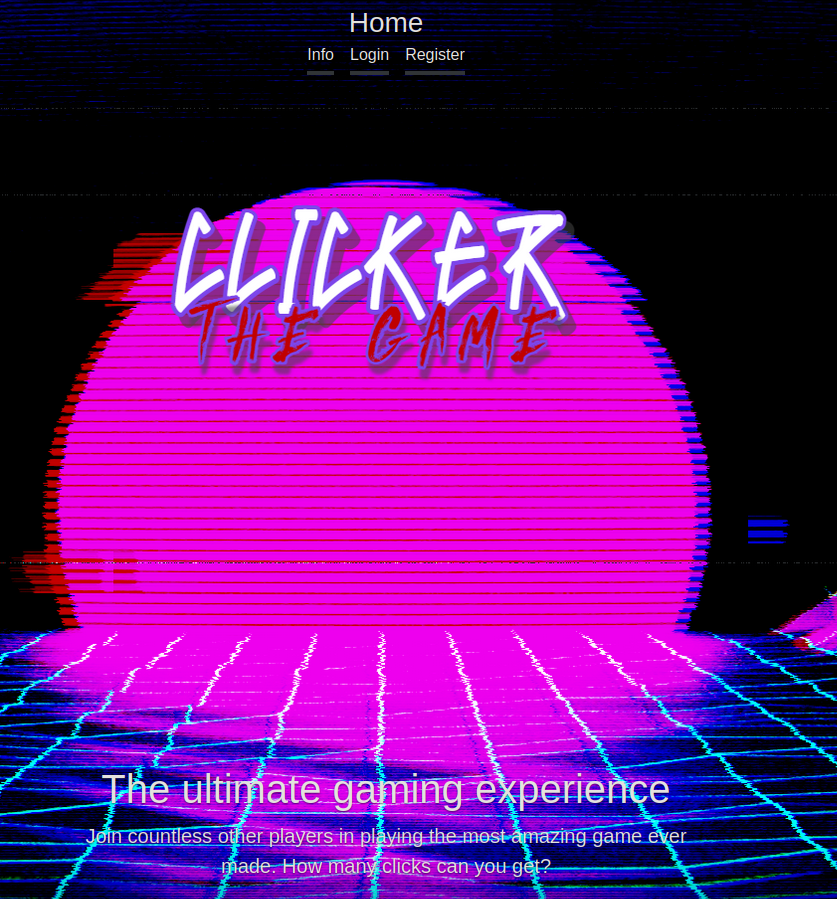 Home
Info Login Register
CLICKER
THE GAME
The ultimate gaming experience
Join countless other players in playing the most amazing game ever
made. How many clicks can you get?